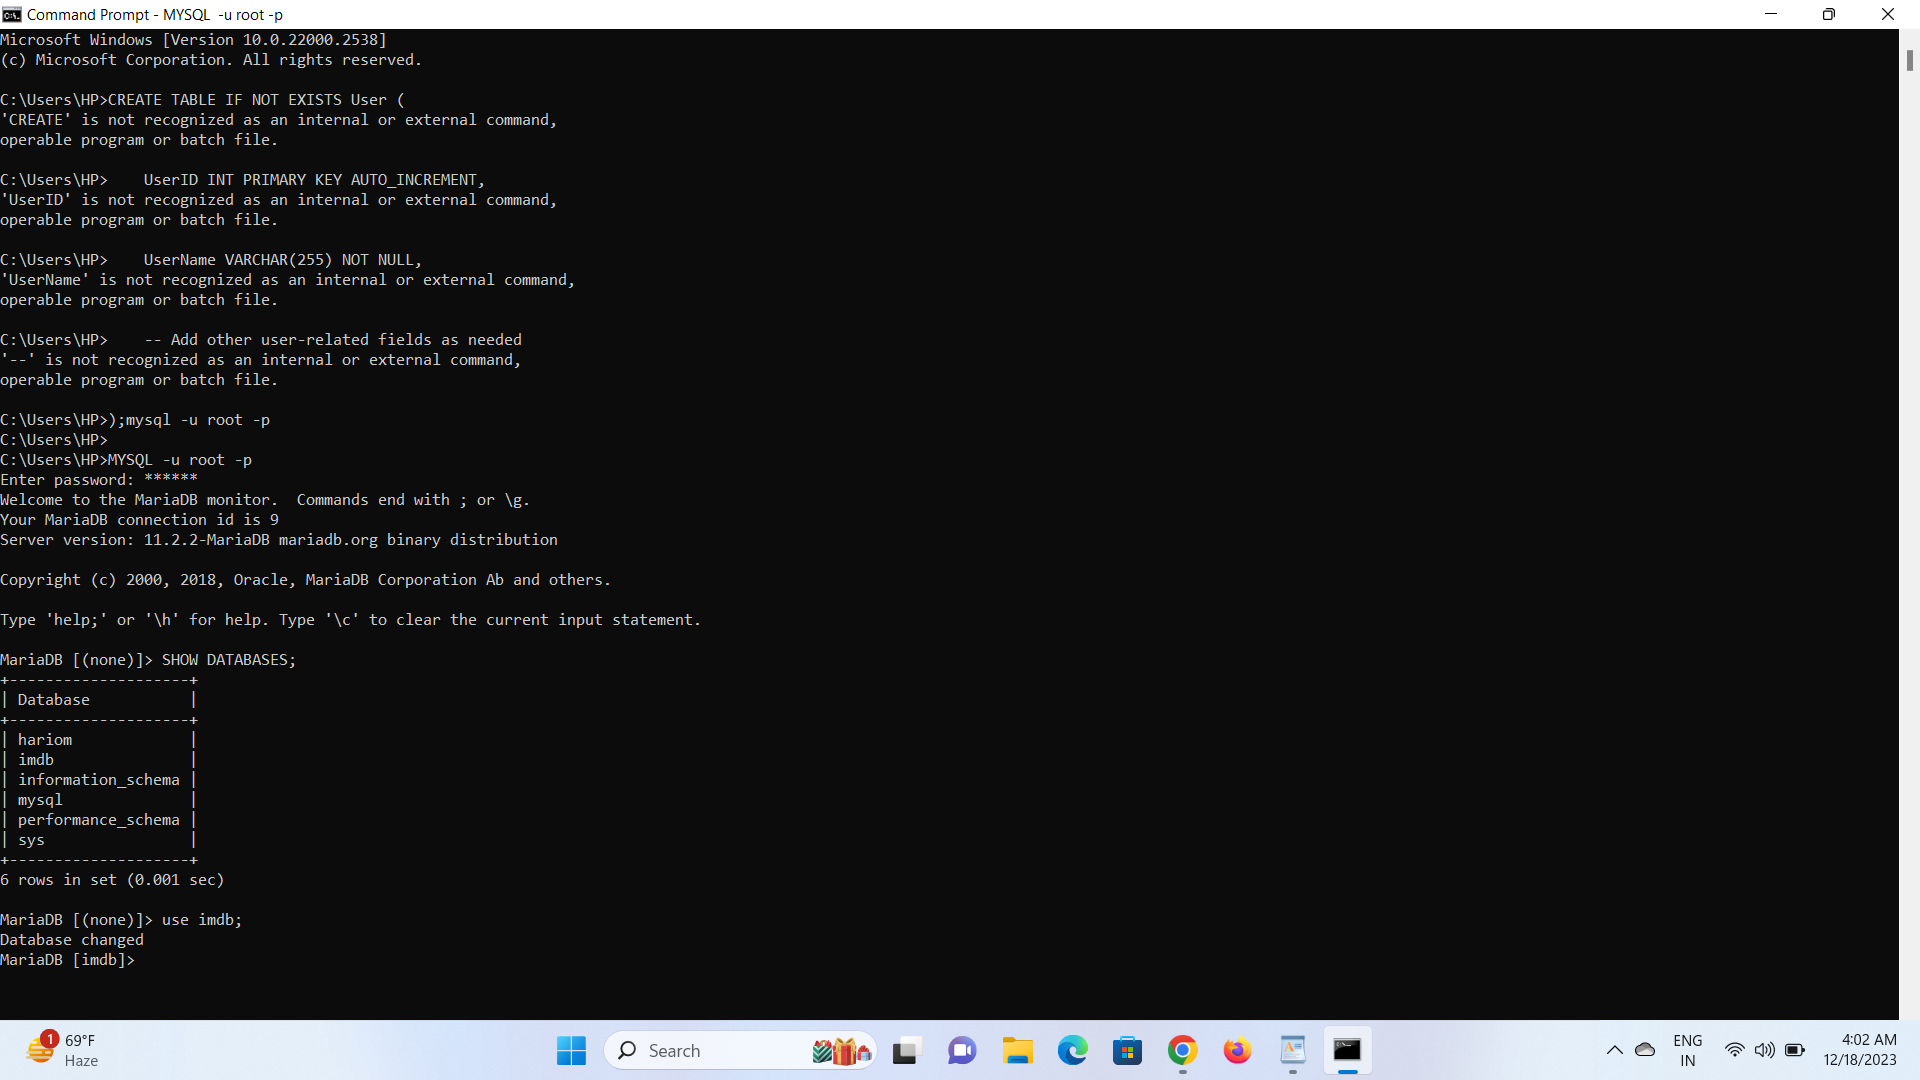 Command Prompt - MYSQL  -u root -p
Microsoft Windows [Version 10.0.22000.2538]
(c) Microsoft Corporation. All rights reserved.
C:\Users\HP>CREATE TABLE IF NOT EXISTS User (
'CREATE' is not recognized as an internal or external command,
operable program or batch file.
C:\Users\HP>    UserID INT PRIMARY KEY AUTO_INCREMENT,
'UserID' is not recognized as an internal or external command,
operable program or batch file.
C:\Users\HP>    UserName VARCHAR(255) NOT NULL,
'UserName' is not recognized as an internal or external command,
operable program or batch file.
C:\Users\HP>    -- Add other user-related fields as needed
'--' is not recognized as an internal or external command,
operable program or batch file.
C:\Users\HP>);mysql -u root -p
C:\Users\HP>
C:\Users\HP>MYSQL -u root -p
Enter password: ******
Welcome to the MariaDB monitor.  Commands end with ; or \g.
Your MariaDB connection id is 9
Server version: 11.2.2-MariaDB mariadb.org binary distribution
Copyright (c) 2000, 2018, Oracle, MariaDB Corporation Ab and others.
Type 'help;' or '\h' for help. Type '\c' to clear the current input statement.
MariaDB [(none)]> SHOW DATABASES;
+--------------------+
| Database           |
+--------------------+
| hariom             |
| imdb               |
| information_schema |
| mysql              |
| performance_schema |
| sys                |
+--------------------+
6 rows in set (0.001 sec)
MariaDB [(none)]> use imdb;
Database changed
MariaDB [imdb]>
1
69°F
Haze
Search
ENG
IN
4:02 AM
12/18/2023